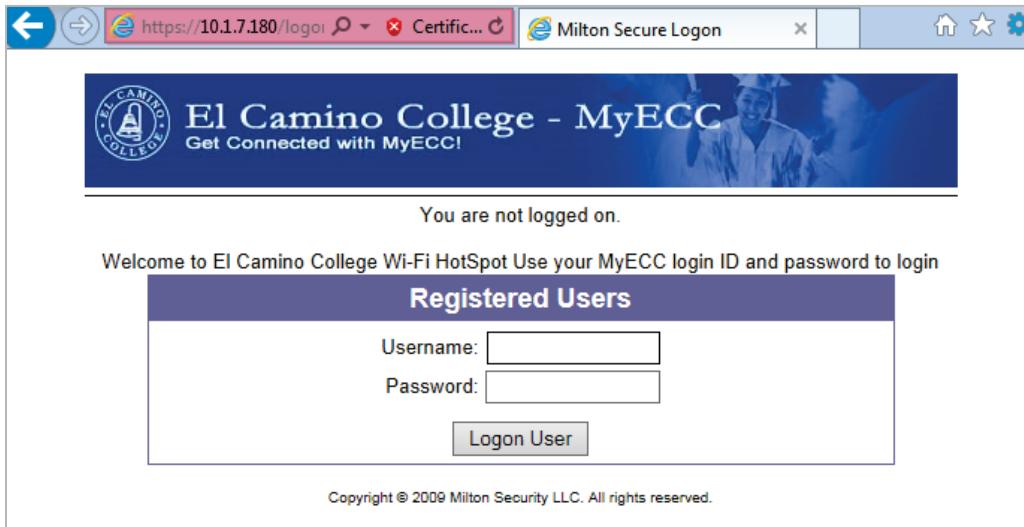 https://10.1.7.180/logoi
Certific...
Milton Secure Logon
EL CAMINO COLLEGE
El Camino College - MyECC
Get Connected with MyECC!
You are not logged on.
Welcome to El Camino College Wi-Fi HotSpot Use your MyECC login ID and password to login
Registered Users
Username:
Password:
Logon User
Copyright © 2009 Milton Security LLC. All rights reserved.